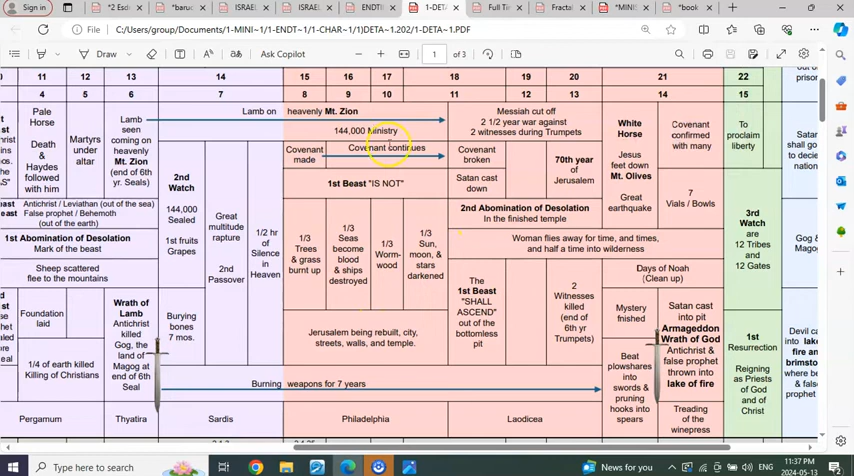 Sign in
*2 Esd
*baruc
ISRAEL
ISRAEL
ENDTI
1-DETA
Full Tim
Fractal
*MINIS
*book
File
C:/Users/group/Documents/1-MINI~1/1-ENDT~1/1-CHAR~1/1)DETA~1.202/1-DETA~1.PDF
Draw
Ask Copilot
1 of 3
11 12 13 14 15 16 17 18 19 20 21 22
4 5 6 7 8 9 10 11 12 13 14 15
Pale
Horse
Death
&
Haydes
followed
with him
Martyrs
under
altar
Lamb
seen
coming on
heavenly
Mt. Zion
(end of 6th
yr. Seals)
Lamb on heavenly Mt. Zion
144,000 Ministry
Messiah cut off
2 1/2 year war against
2 witnesses during Trumpets
White
Horse
Jesus
feet down
Mt. Olives
Great
earthquake
Covenant
confirmed
with many
7
Vials / Bowls
To
proclaim
liberty
prison
Satan
shall go
to decie
nations
Covenant
made
Covenant continues
Covenant
broken
Satan cast
down
70th year
of
Jerusalem
1st Beast "IS NOT"
2nd
Watch
144,000
Sealed
1st fruits
Grapes
Great
multitude
rapture
2nd
Passover
1/2 hr
of
Silence
in
Heaven
Antichrist / Leviathan (out of the sea)
False prophet / Behemoth
(out of the earth)
1st Abomination of Desolation
Mark of the beast
Sheep scattered
flee to the mountains
2nd Abomination of Desolation
In the finished temple
3rd
Watch
are
12 Tribes
and
12 Gates
Gog &
Magog
1/3
Trees
& grass
burnt up
1/3
Seas
become
blood
& ships
destroyed
1/3
Worm-
wood
1/3
Sun,
moon, &
stars
darkened
Woman flies away for time, and times,
and half a time into wilderness
Days of Noah
(Clean up)
Foundation
laid
1/4 of earth killed
Killing of Christians
Wrath of
Lamb
Antichrist
killed
Gog, the
land of
Magog at
end of 6th
Seal
Burying
bones
7 mos.
Jerusalem being rebuilt, city,
streets, walls, and temple.
The
1st Beast
"SHALL
ASCEND"
out of the
bottomless
pit
2
Witnesses
killed
(end of
6th yr
Trumpets)
Mystery
fnished
Beat
plowshares
into
swords &
pruning
hooks into
spears
Satan cast
into pit
Armageddon
Wrath of God
Antichrist &
false prophet
thrown into
lake of fire
1st
Resurrection
Reigning
as Priests
of God
and of
Christ
Devil ca
into
lake of
fire and
brimsto
where be
& false
Burning weapons for 7 years
Pergamum
Thyatira
Sardis
Philadelphia
Laodicea
Treading of
the
winepress
Type here to search
News for you
11:37 PM
2024-05-13